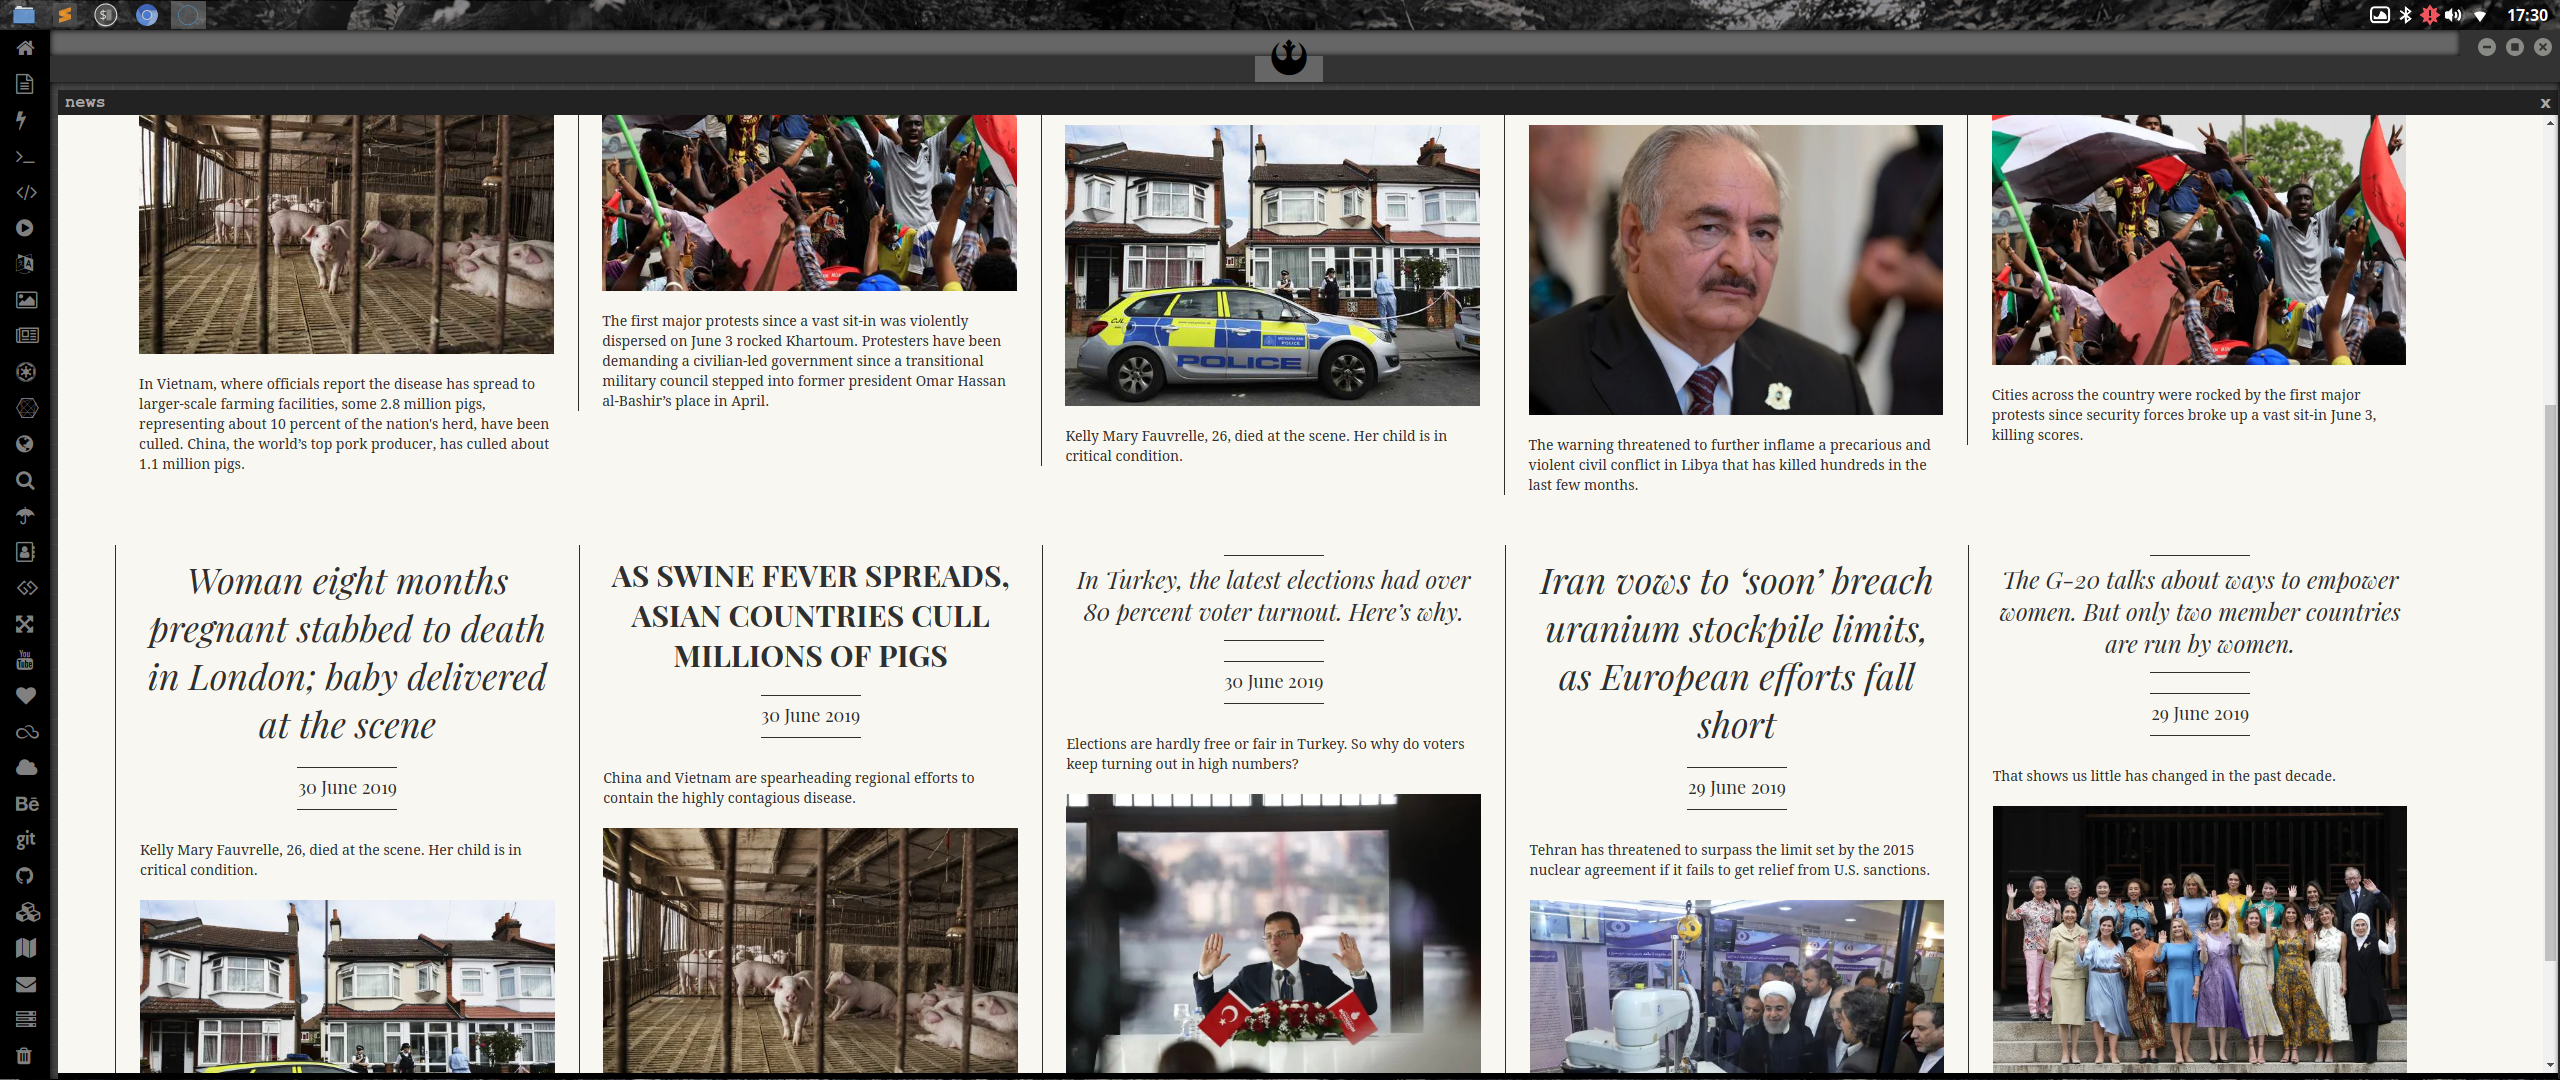 17:30
news
x
In Vietnam, where officials report the disease has spread to
larger-scale farming facilities, some 2.8 million pigs,
representing about 10 percent of the nation's herd, have been
culled. China, the world’s top pork producer, has culled about
1.1 million pigs.
The first major protests since a vast sit-in was violently
dispersed on June 3 rocked Khartoum. Protesters have been
demanding a civilian-led government since a transitional
military council stepped into former president Omar Hassan
al-Bashir’s place in April.
POLICE
Kelly Mary Fauvrelle, 26, died at the scene. Her child is in
critical condition.
The warning threatened to further inflame a precarious and
violent civil conflict in Libya that has killed hundreds in the
last few months.
Cities across the country were rocked by the first major
protests since security forces broke up a vast sit-in June 3,
killing scores.
Woman eight months
pregnant stabbed to death
in London; baby delivered
at the scene
30 June 2019
Kelly Mary Fauvrelle, 26, died at the scene. Her child is in
critical condition.
AS SWINE FEVER SPREADS,
ASIAN COUNTRIES CULL
MILLIONS OF PIGS
30 June 2019
China and Vietnam are spearheading regional efforts to
contain the highly contagious disease.
In Turkey, the latest elections had over
80 percent voter turnout. Here’s why.
30 June 2019
Elections are hardly free or fair in Turkey. So why do voters
keep turning out in high numbers?
Iran vows to ‘soon’ breach
uranium stockpile limits,
as European efforts fall
short
29 June 2019
Tehran has threatened to surpass the limit set by the 2015
nuclear agreement if it fails to get relief from U.S. sanctions.
The G-20 talks about ways to empower
women. But only two member countries
are run by women.
29 June 2019
That shows us little has changed in the past decade.
You
Tube
Bē
git